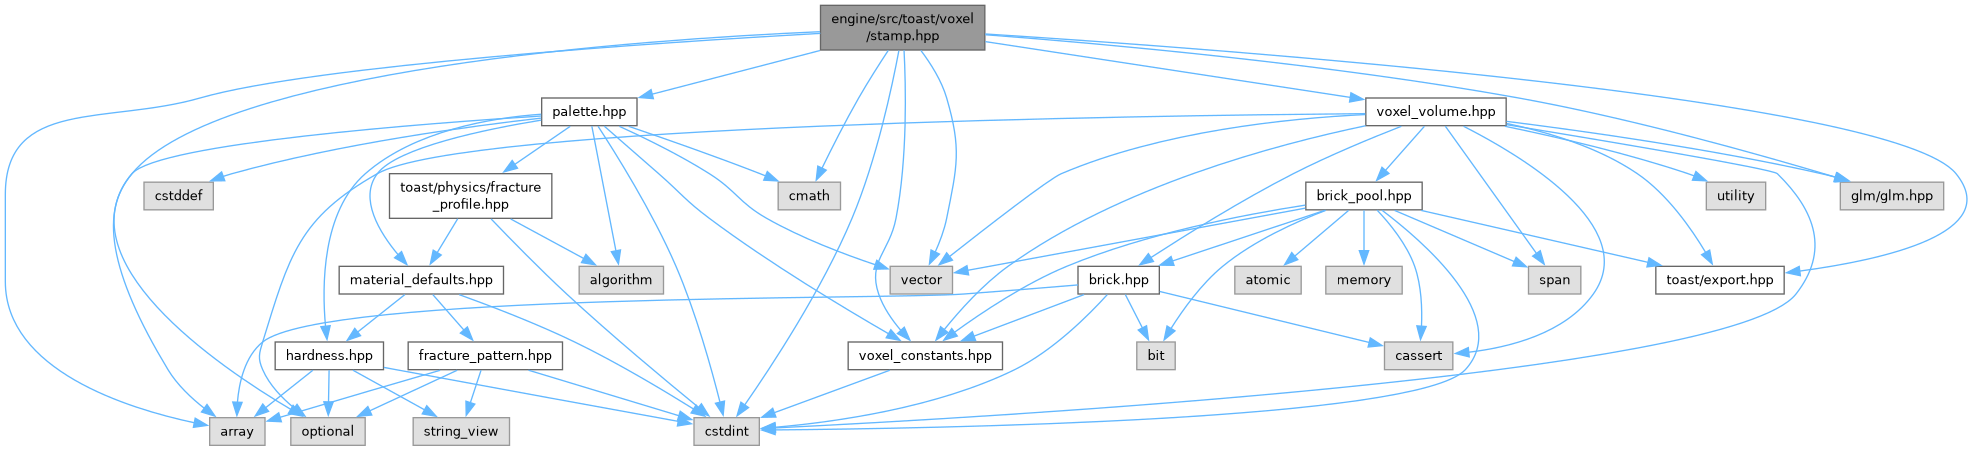 engine/src/toast/voxel
/stamp.hpp
palette.hpp
voxel_volume.hpp
cstddef
toast/physics/fracture
_profile.hpp
cmath
brick_pool.hpp
utility
glm/glm.hpp
material_defaults.hpp
algorithm
vector
brick.hpp
atomic
memory
span
toast/export.hpp
hardness.hpp
fracture_pattern.hpp
voxel_constants.hpp
bit
cassert
array
optional
string_view
cstdint